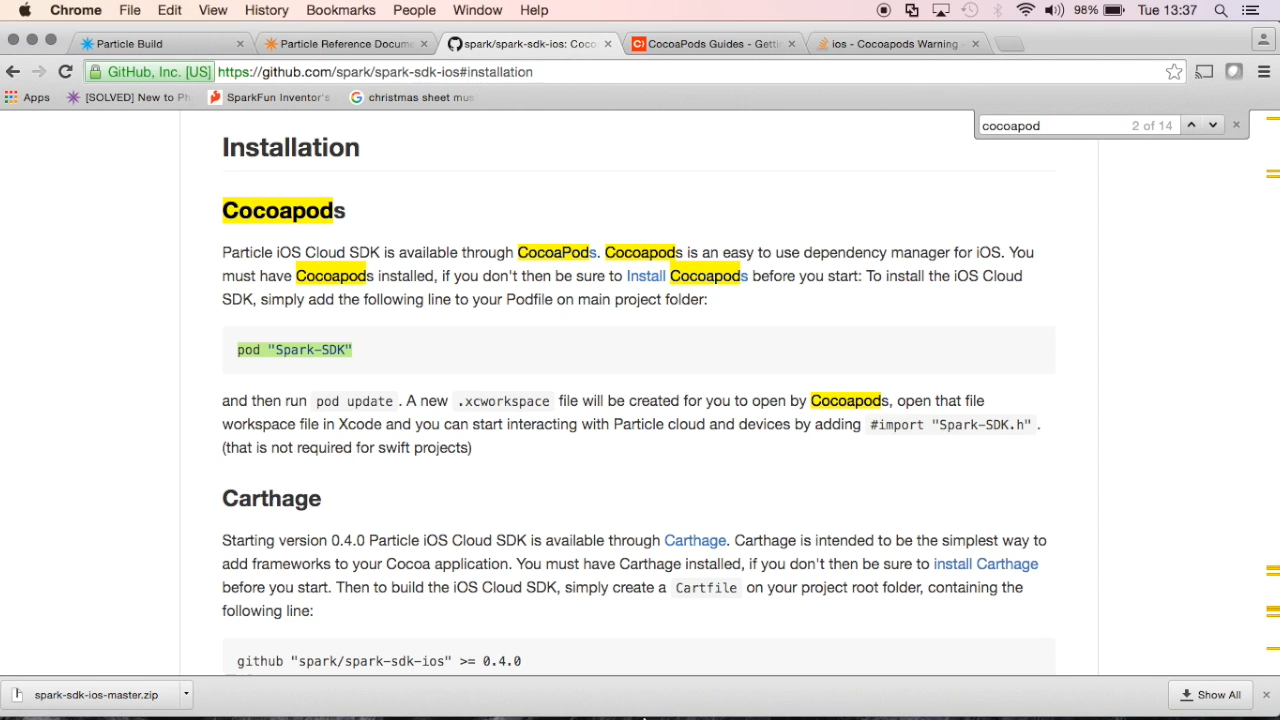 Chrome File Edit View History Bookmarks People Window Help 98% Tue 13:37
Particle Build Particle Reference Docume spark/spark-sdk-ios: Coco CocoaPods Guides - Getti ios - Cocoapods Warning -
GitHub, Inc. [US] https://github.com/spark/spark-sdk-ios#installation
Apps [SOLVED] New to Ph SparkFun Inventor's christmas sheet mus
cocoapod 2 of 14
Installation
Cocoapods
Particle iOS Cloud SDK is available through CocoaPods. Cocoapods is an easy to use dependency manager for iOS. You
must have Cocoapods installed, if you don't then be sure to Install Cocoapods before you start: To install the iOS Cloud
SDK, simply add the following line to your Podfile on main project folder:
pod "Spark-SDK"
and then run pod update. A new .xcworkspace file will be created for you to open by Cocoapods, open that file
workspace file in Xcode and you can start interacting with Particle cloud and devices by adding #import "Spark-SDK.h".
(that is not required for swift projects)
Carthage
Starting version 0.4.0 Particle iOS Cloud SDK is available through Carthage. Carthage is intended to be the simplest way to
add frameworks to your Cocoa application. You must have Carthage installed, if you don't then be sure to install Carthage
before you start. Then to build the iOS Cloud SDK, simply create a Cartfile on your project root folder, containing the
following line:
github "spark/spark-sdk-ios" >= 0.4.0
spark-sdk-ios-master.zip Show All